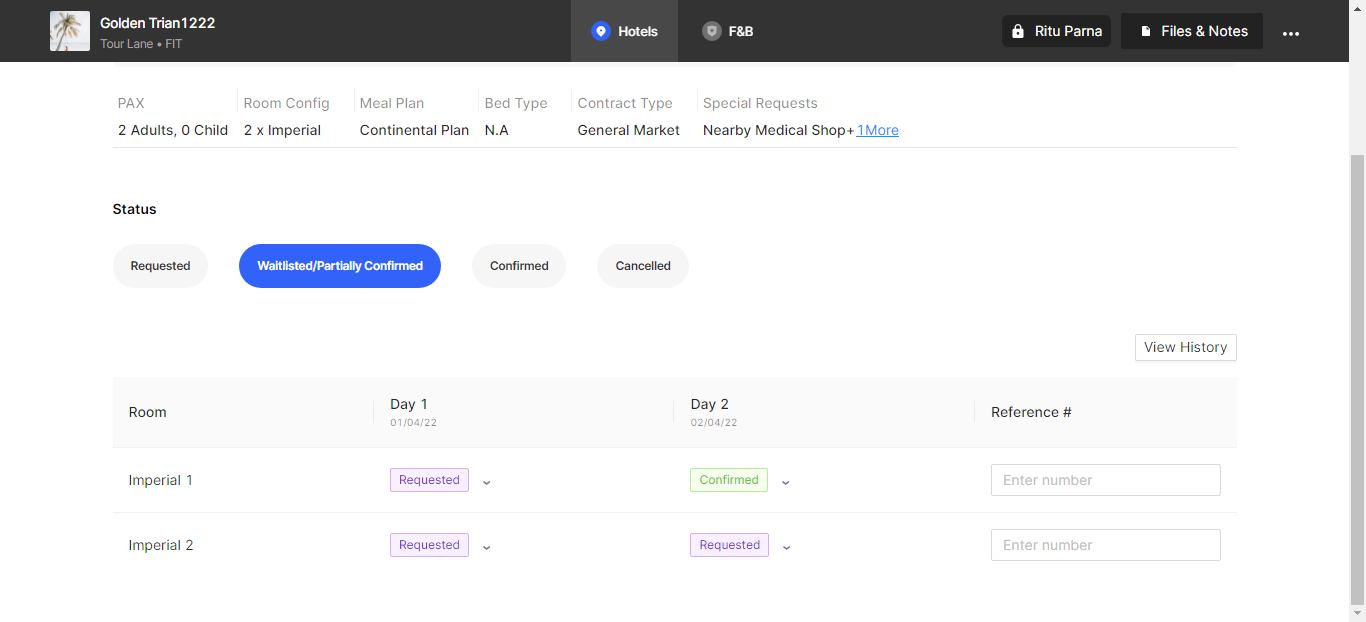 Golden Trian1222
Tour Lane • FIT
Hotels
F&B
Ritu Parna
Files & Notes
PAX
Room Config
Meal Plan
Bed Type
Contract Type
Special Requests
2 Adults, 0 Child
2 x Imperial
Continental Plan
N.A
General Market
Nearby Medical Shop+ 1More
Status
Requested
Waitlisted/Partially Confirmed
Confirmed
Cancelled
View History
Room
Day 1
01/04/22
Day 2
02/04/22
Reference #
Imperial 1
Requested
Confirmed
Enter number
Imperial 2
Requested
Requested
Enter number